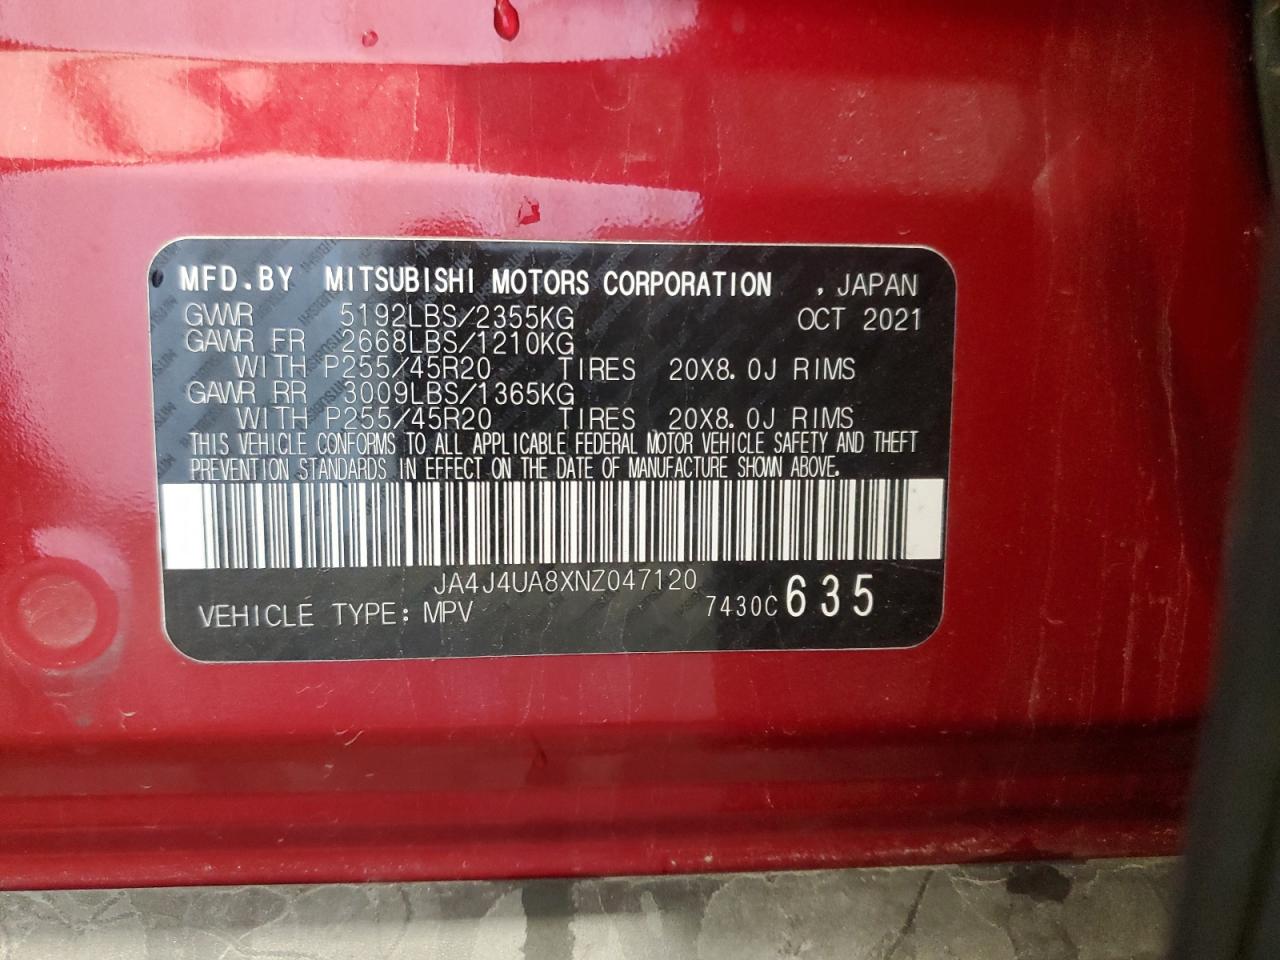 MFD.BY MITSUBISHI MOTORS CORPORATION , JAPAN
GVWR 5192LBS/2355KG OCT 2021
GAWR FR 2668LBS/1210KG
WITH P255/45R20 TIRES 20X8.0J RIMS
GAWR RR 3009LBS/1365KG
WITH P255/45R20 TIRES 20X8.0J RIMS
THIS VEHICLE CONFORMS TO ALL APPLICABLE FEDERAL MOTOR VEHICLE SAFETY AND THEFT
PREVENTION STANDARDS IN EFFECT ON THE DATE OF MANUFACTURE SHOWN ABOVE.
JA4J4UA8XNZ047120
VEHICLE TYPE: MPV 7430C 635